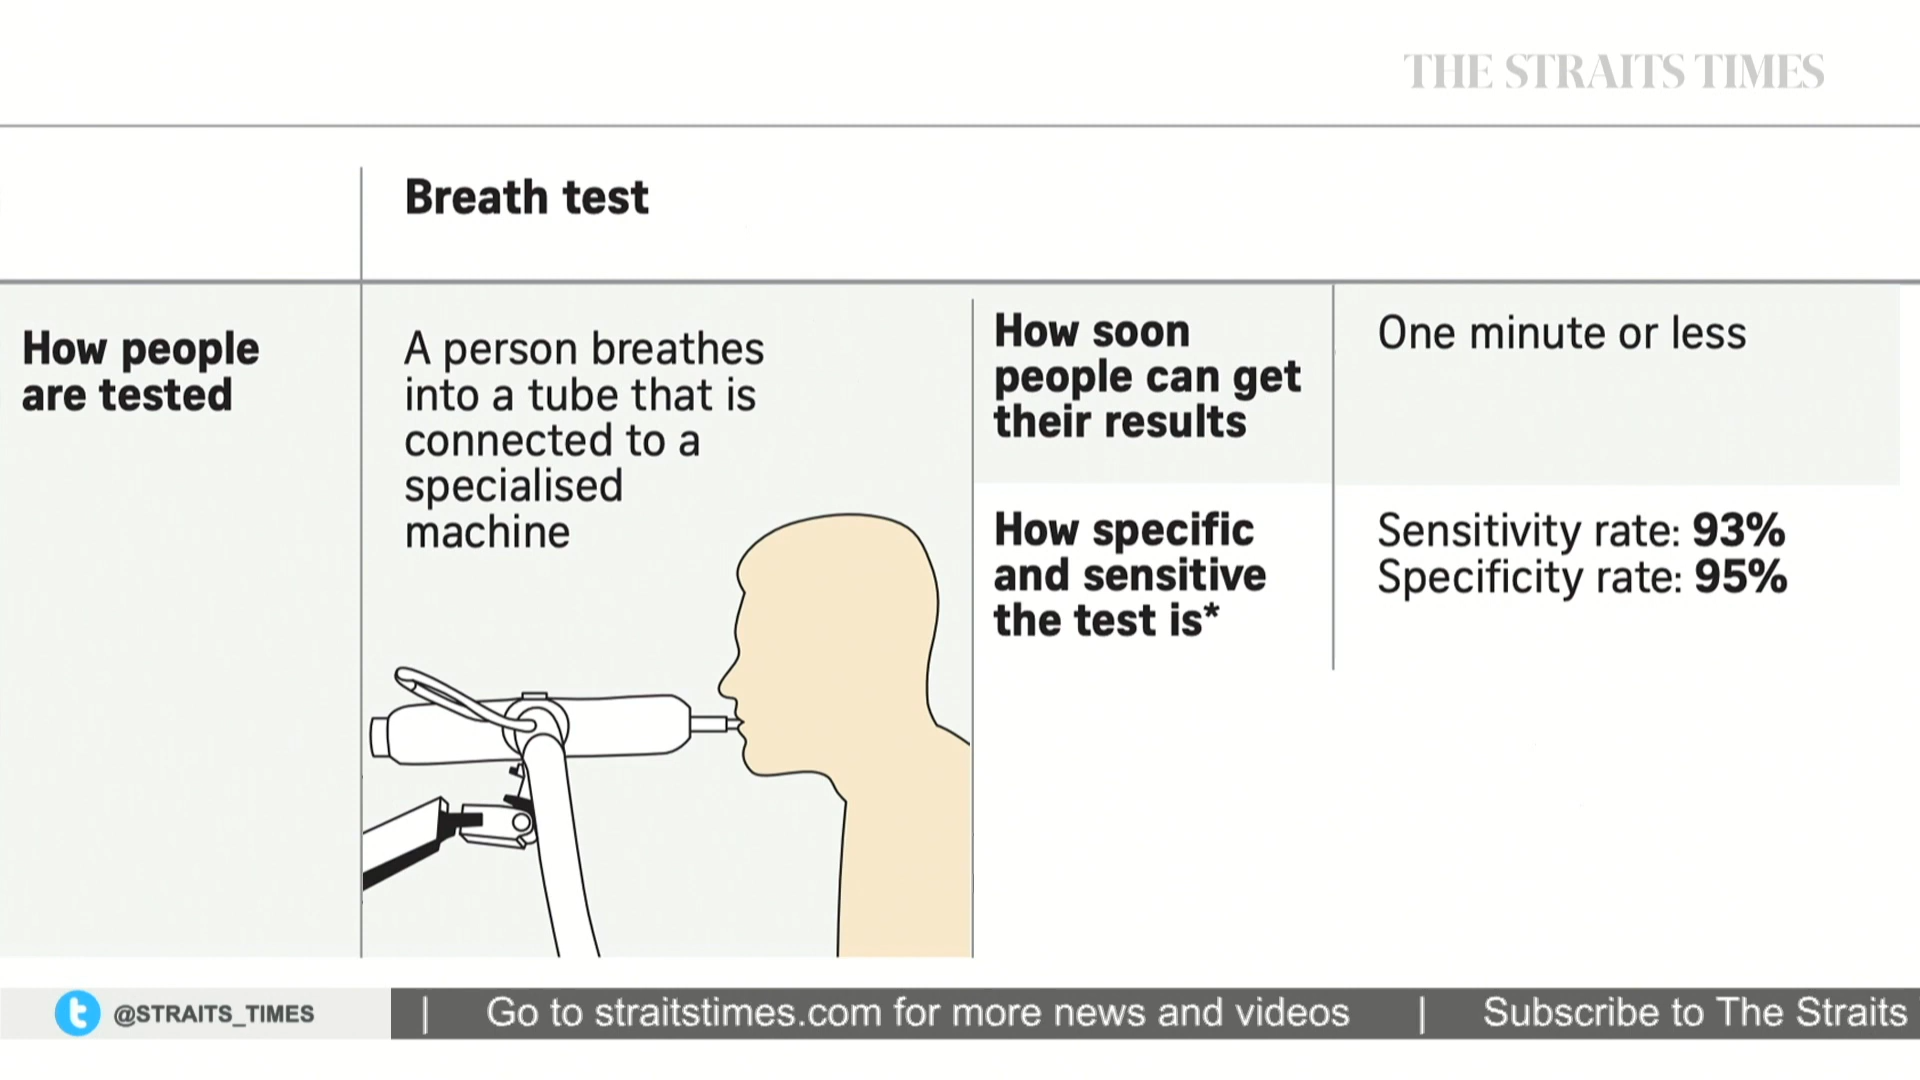 THE STRAITS TIMES
Breath test
How people
are tested
A person breathes
into a tube that is
connected to a
specialised
machine
How soon
people can get
their results
One minute or less
How specific
and sensitive
the test is*
Sensitivity rate: 93%
Specificity rate: 95%
@STRAITS_TIMES
| Go to straitstimes.com for more news and videos | Subscribe to The Straits